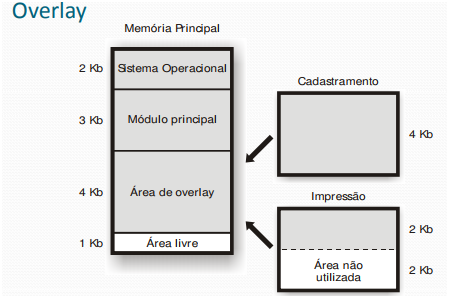 Overlay
Memória Principal
2 Kb
Sistema Operacional
3 Kb
Módulo principal
4 Kb
Área de overlay
1 Kb
Área livre
Cadastramento
4 Kb
Impressão
2 Kb
Área não
utilizada
2 Kb